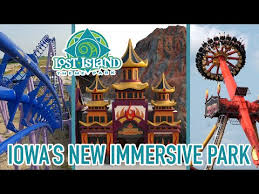 LOST ISLAND
THEME PARK
IOWA'S NEW IMMERSIVE PARK